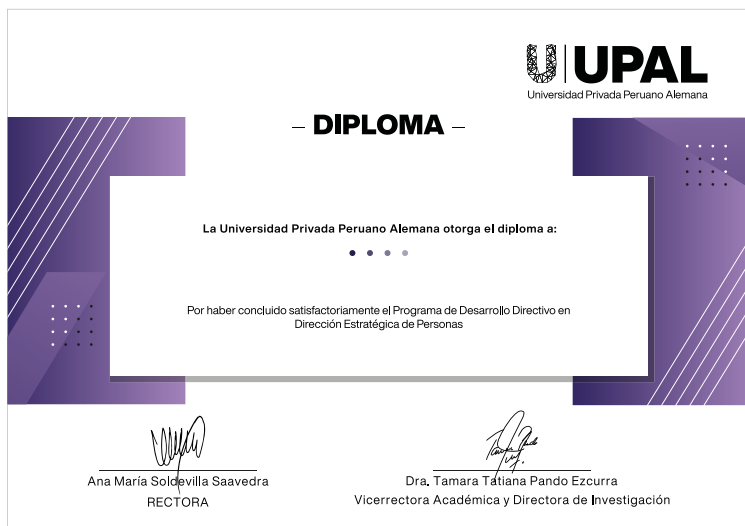 UPAL
Universidad Privada Peruano Alemana
– DIPLOMA –
La Universidad Privada Peruano Alemana otorga el diploma a:
Por haber concluido satisfactoriamente el Programa de Desarrollo Directivo en
Dirección Estratégica de Personas
Ana María Soldevilla Saavedra
RECTORA
Dra. Tamara Tatiana Pando Ezcurra
Vicerrectora Académica y Directora de Investigación